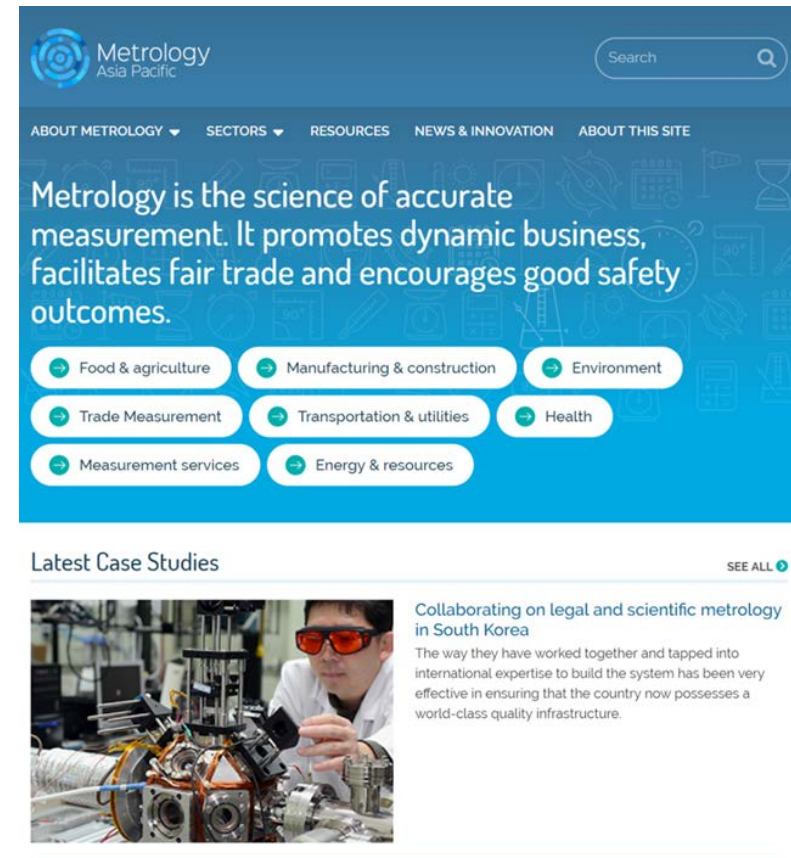 Metrology
Asia Pacific
Search
ABOUT METROLOGY
SECTORS
RESOURCES
NEWS & INNOVATION
ABOUT THIS SITE
Metrology is the science of accurate
measurement. It promotes dynamic business,
facilitates fair trade and encourages good safety
outcomes.
Food & agriculture
Manufacturing & construction
Environment
Trade Measurement
Transportation & utilities
Health
Measurement services
Energy & resources
Latest Case Studies
SEE ALL
Collaborating on legal and scientific metrology
in South Korea
The way they have worked together and tapped into
international expertise to build the system has been very
effective in ensuring that the country now possesses a
world-class quality infrastructure.